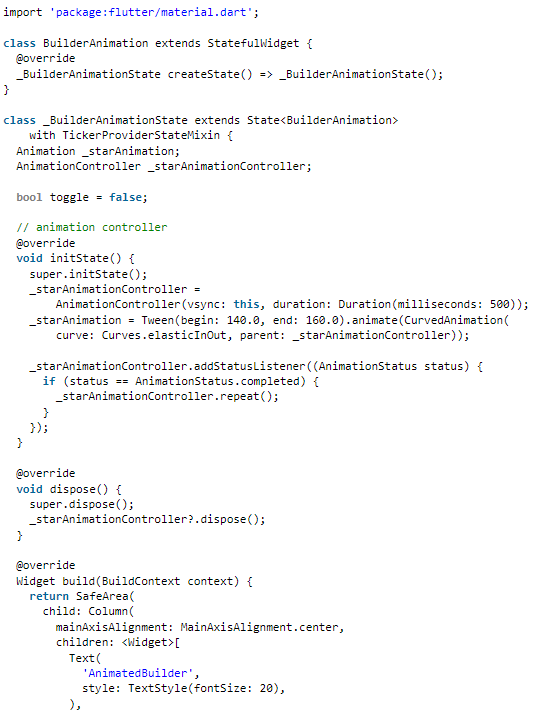 import 'package:flutter/material.dart';

class BuilderAnimation extends StatefulWidget {
  @override
  _BuilderAnimationState createState() => _BuilderAnimationState();
}

class _BuilderAnimationState extends State<BuilderAnimation>
    with TickerProviderStateMixin {
  Animation _starAnimation;
  AnimationController _starAnimationController;

  bool toggle = false;

  // animation controller
  @override
  void initState() {
    super.initState();
    _starAnimationController =
        AnimationController(vsync: this, duration: Duration(milliseconds: 500));
    _starAnimation = Tween(begin: 140.0, end: 160.0).animate(CurvedAnimation(
        curve: Curves.elasticInOut, parent: _starAnimationController));

    _starAnimationController.addStatusListener((AnimationStatus status) {
      if (status == AnimationStatus.completed) {
        _starAnimationController.repeat();
      }
    });
  }

  @override
  void dispose() {
    super.dispose();
    _starAnimationController?.dispose();
  }

  @override
  Widget build(BuildContext context) {
    return SafeArea(
      child: Column(
        mainAxisAlignment: MainAxisAlignment.center,
        children: <Widget>[
          Text(
            'AnimatedBuilder',
            style: TextStyle(fontSize: 20),
          ),